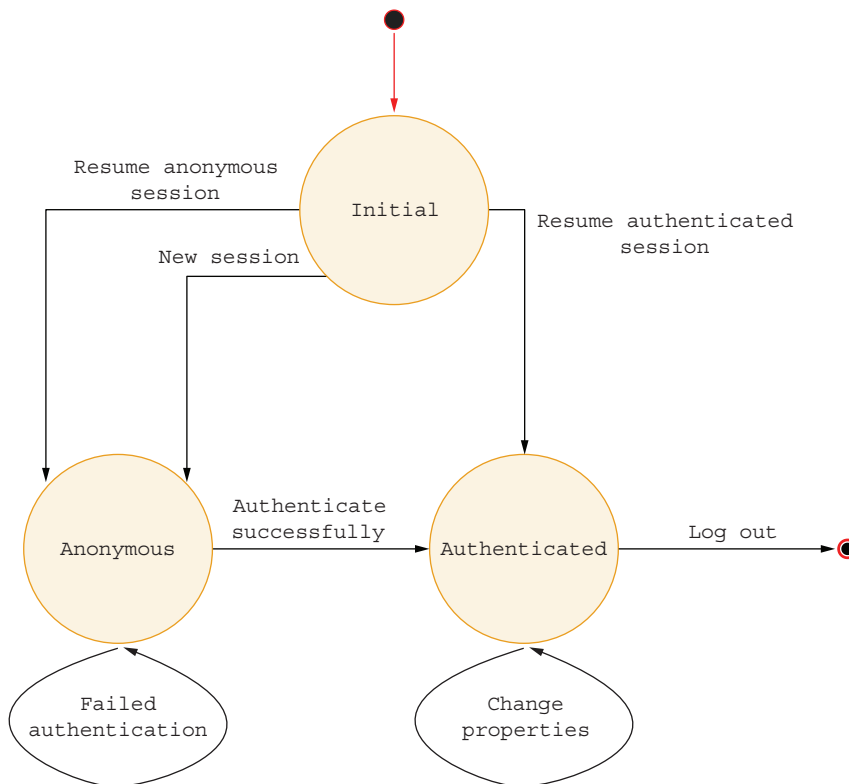 Resume anonymous
session
Initial
Resume authenticated
session
New session
Authenticate
successfully
Anonymous
Authenticated
Log out
Failed
authentication
Change
properties